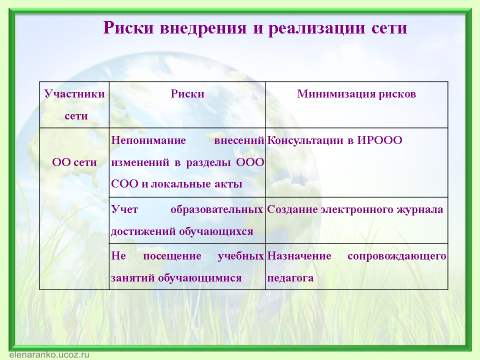 Риски внедрения и реализации сети
Участники
сети
Риски
Минимизация рисков
ОО сети
Непонимание внесений
изменений в разделы ООО
СОО и локальные акты
Консультации в ИРООО
Учет образовательных
достижений обучающихся
Создание электронного журнала
Не посещение учебных
занятий обучающимися
Назначение сопровождающего
педагога
elenaranko.ucoz.ru